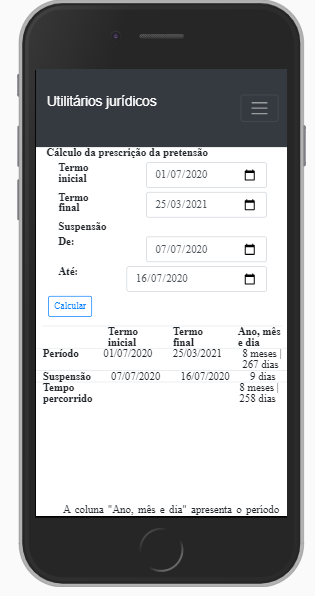 Utilitários jurídicos
Cálculo da prescrição da pretensão
Termo
inicial
01/07/2020
Termo
final
25/03/2021
Suspensão
De:
07/07/2020
Até:
16/07/2020
Calcular
Termo Termo Ano, mês
inicial final e dia
Período 01/07/2020 25/03/2021 8 meses |
267 dias
Suspensão 07/07/2020 16/07/2020 9 dias
Tempo 8 meses |
percorrido 258 dias
A coluna "Ano, mês e dia" apresenta o período